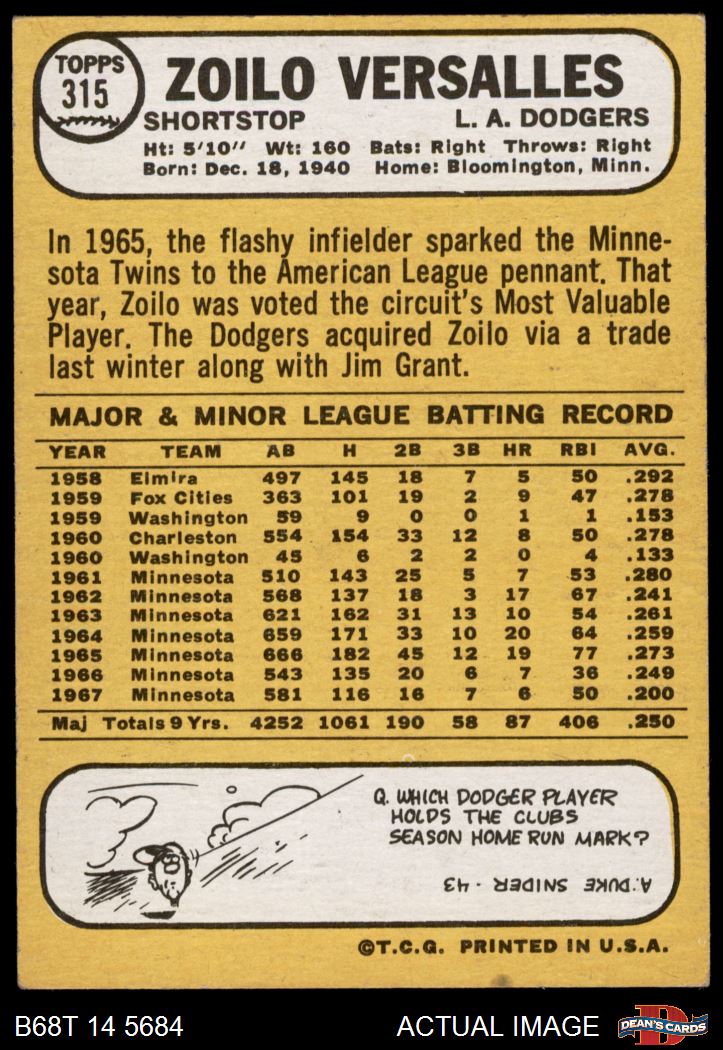 TOPPS
315
ZOILO VERSALLES
SHORTSTOP L. A. DODGERS
Ht: 5'10" Wt: 160 Bats: Right Throws: Right
Born: Dec. 18, 1940 Home: Bloomington, Minn.
In 1965, the flashy infielder sparked the Minne-
sota Twins to the American League pennant. That
year, Zoilo was voted the circuit's Most Valuable
Player. The Dodgers acquired Zoilo via a trade
last winter along with Jim Grant.
MAJOR & MINOR LEAGUE BATTING RECORD
YEAR TEAM AB H 2B 3B HR RBI AVG.
1958 Elmira 497 145 18 7 5 50 .292
1959 Fox Cities 363 101 19 2 9 47 .278
1959 Washington 59 9 0 0 1 1 .153
1960 Charleston 554 154 33 12 8 50 .278
1960 Washington 45 6 2 2 0 4 .133
1961 Minnesota 510 143 25 5 7 53 .280
1962 Minnesota 568 137 18 3 17 67 .241
1963 Minnesota 621 162 31 13 10 54 .261
1964 Minnesota 659 171 33 10 20 64 .259
1965 Minnesota 666 182 45 12 19 77 .273
1966 Minnesota 543 135 20 6 7 36 .249
1967 Minnesota 581 116 16 7 6 50 .200
Maj Totals 9 Yrs. 4252 1061 190 58 87 406 .250
Q. WHICH DODGER PLAYER
HOLDS THE CLUBS
SEASON HOME RUN MARK?
A. DUKE SNIDER - 43
©T.C.G. PRINTED IN U.S.A.
B68T 14 5684 ACTUAL IMAGE
D
DEAN'S CARDS